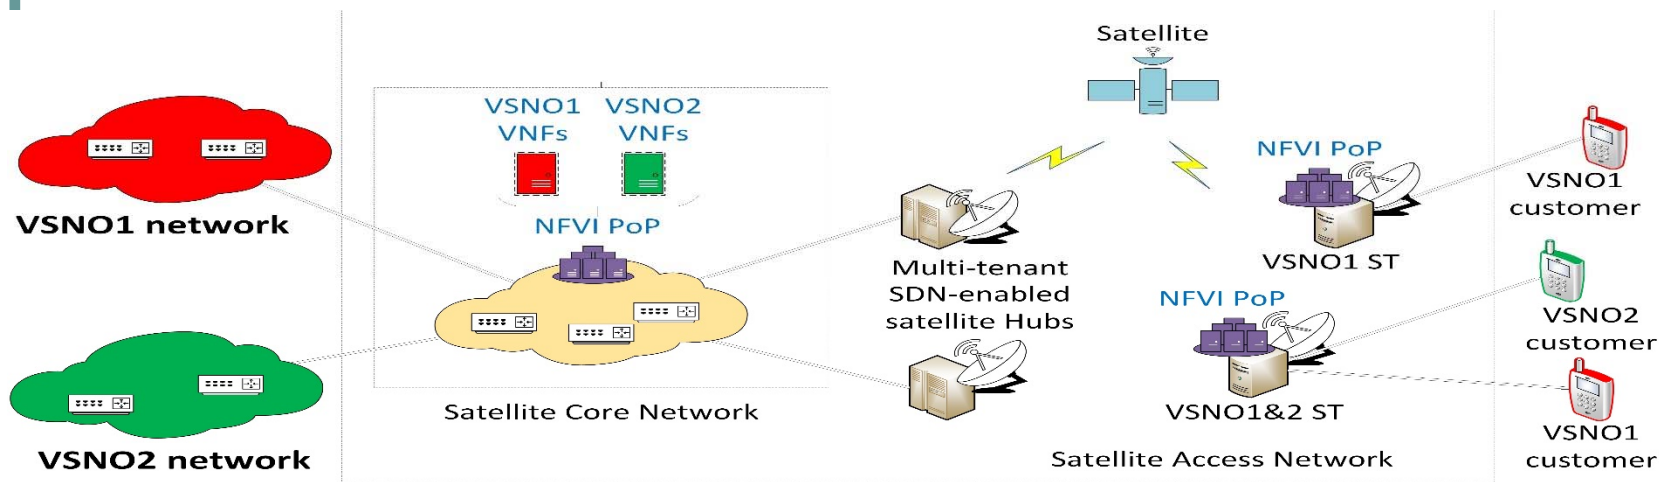 VSNO1 network
VSNO2 network
VSNO1
VNFs
VSNO2
VNFs
NFVI PoP
Satellite Core Network
Satellite
Multi-tenant
SDN-enabled
satellite Hubs
NFVI PoP
VSNO1 ST
NFVI PoP
VSNO1&2 ST
Satellite Access Network
VSNO1
customer
VSNO2
customer
VSNO1
customer